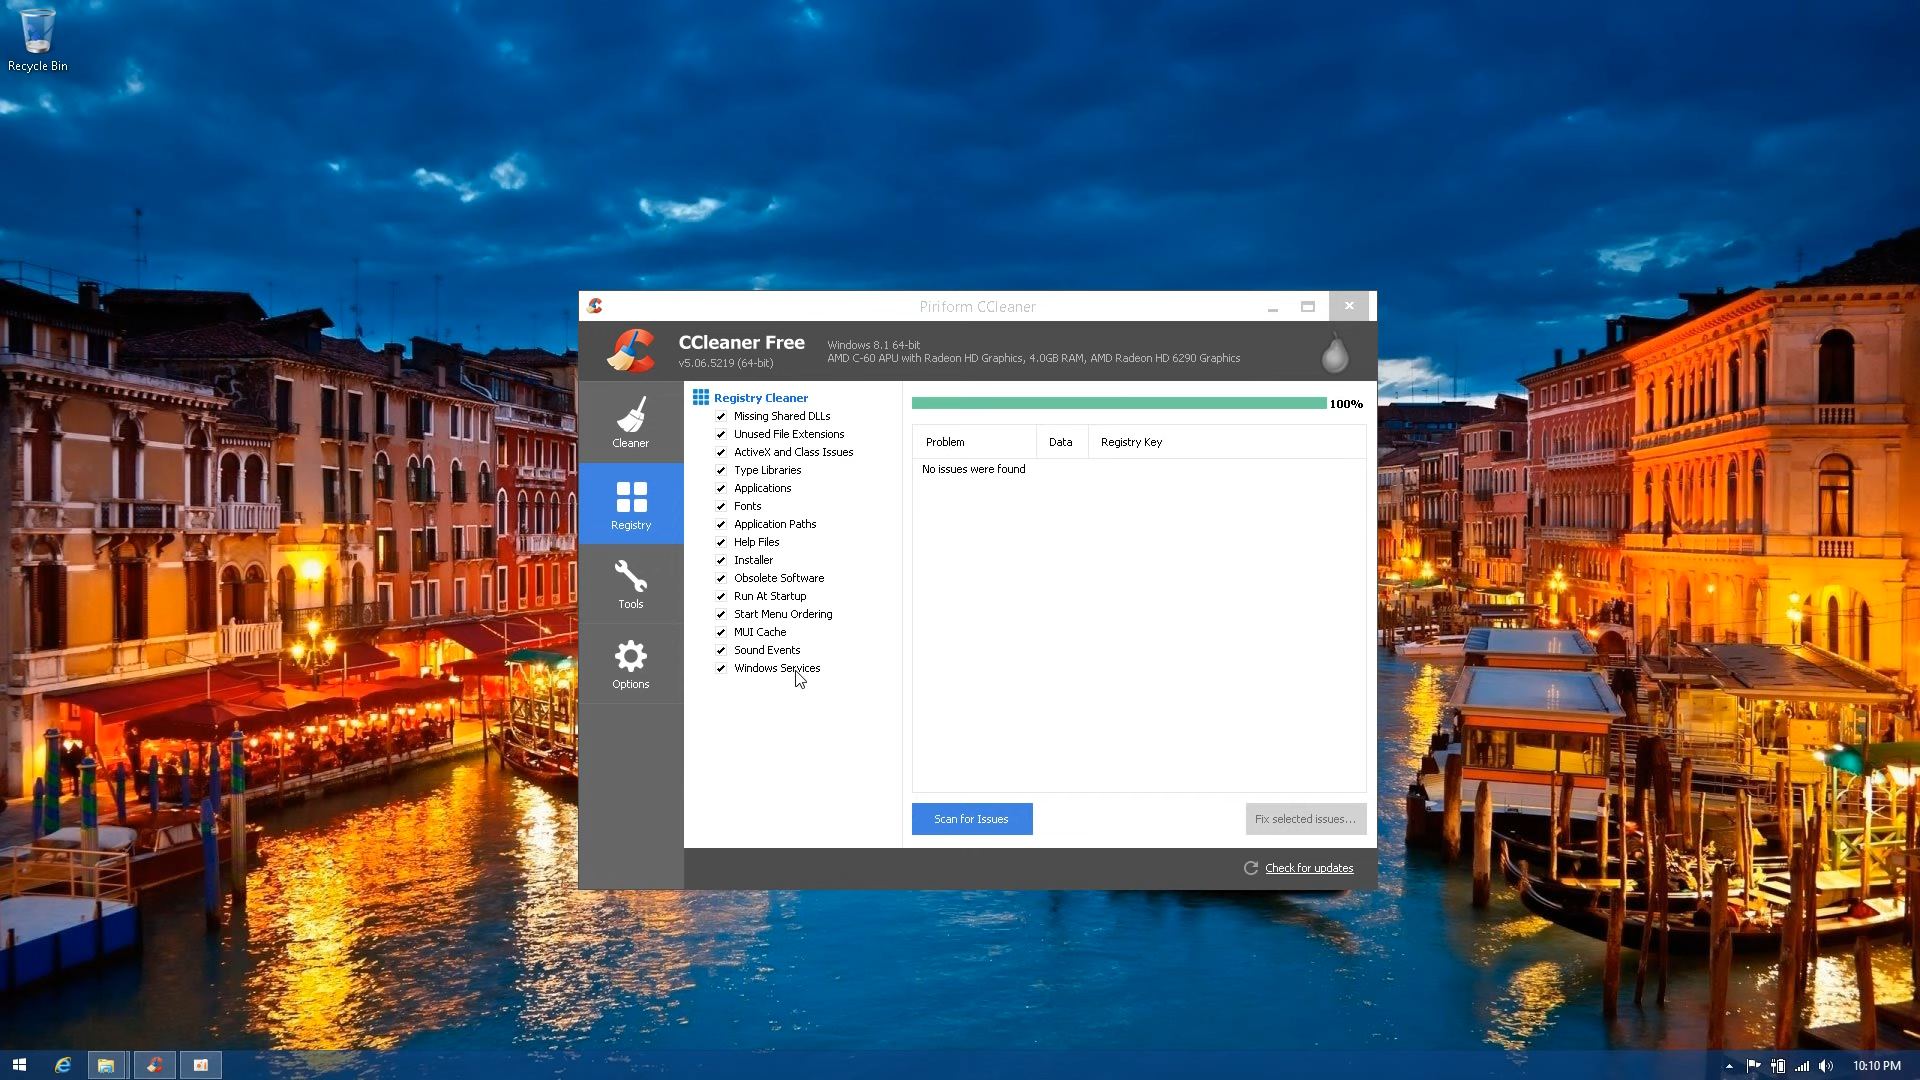 Recycle Bin
Piriform CCleaner
CCleaner Free
v5.06.5219 (64-bit)
Windows 8.1 64-bit
AMD C-60 APU with Radeon HD Graphics, 4.0GB RAM, AMD Radeon HD 6290 Graphics
Cleaner
Registry
Tools
Options
Registry Cleaner
Missing Shared DLLs
Unused File Extensions
ActiveX and Class Issues
Type Libraries
Applications
Fonts
Application Paths
Help Files
Installer
Obsolete Software
Run At Startup
Start Menu Ordering
MUI Cache
Sound Events
Windows Services
100%
Problem Data Registry Key
No issues were found
Scan for Issues
Fix selected issues...
Check for updates
10:10 PM